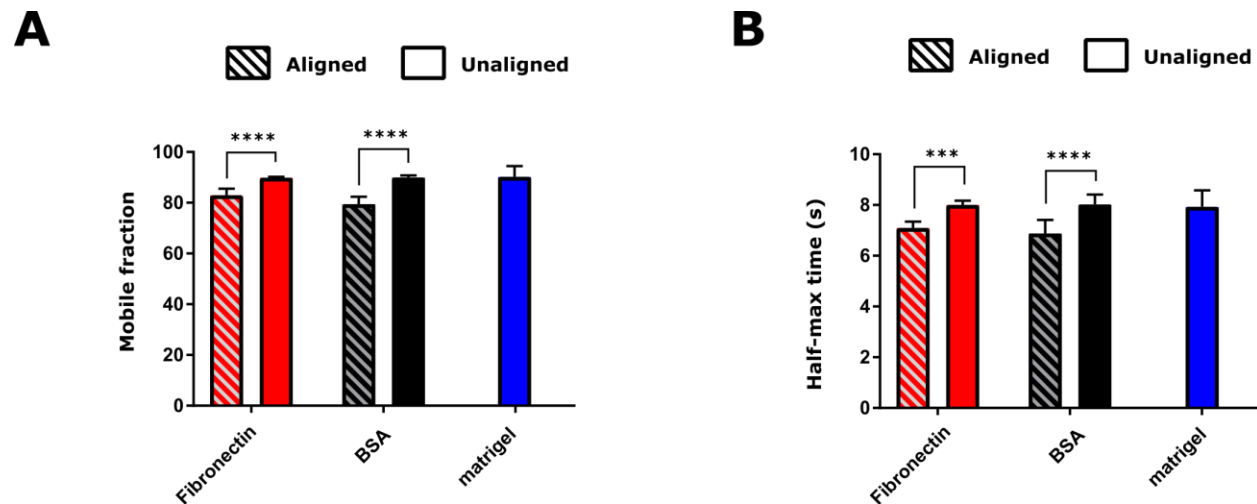 A
Aligned Unaligned
Mobile fraction
100
80
60
40
20
0
****
****
Fibronectin
BSA
matrigel
B
Aligned Unaligned
Half-max time (s)
10
8
6
4
2
0
***
****
Fibronectin
BSA
matrigel